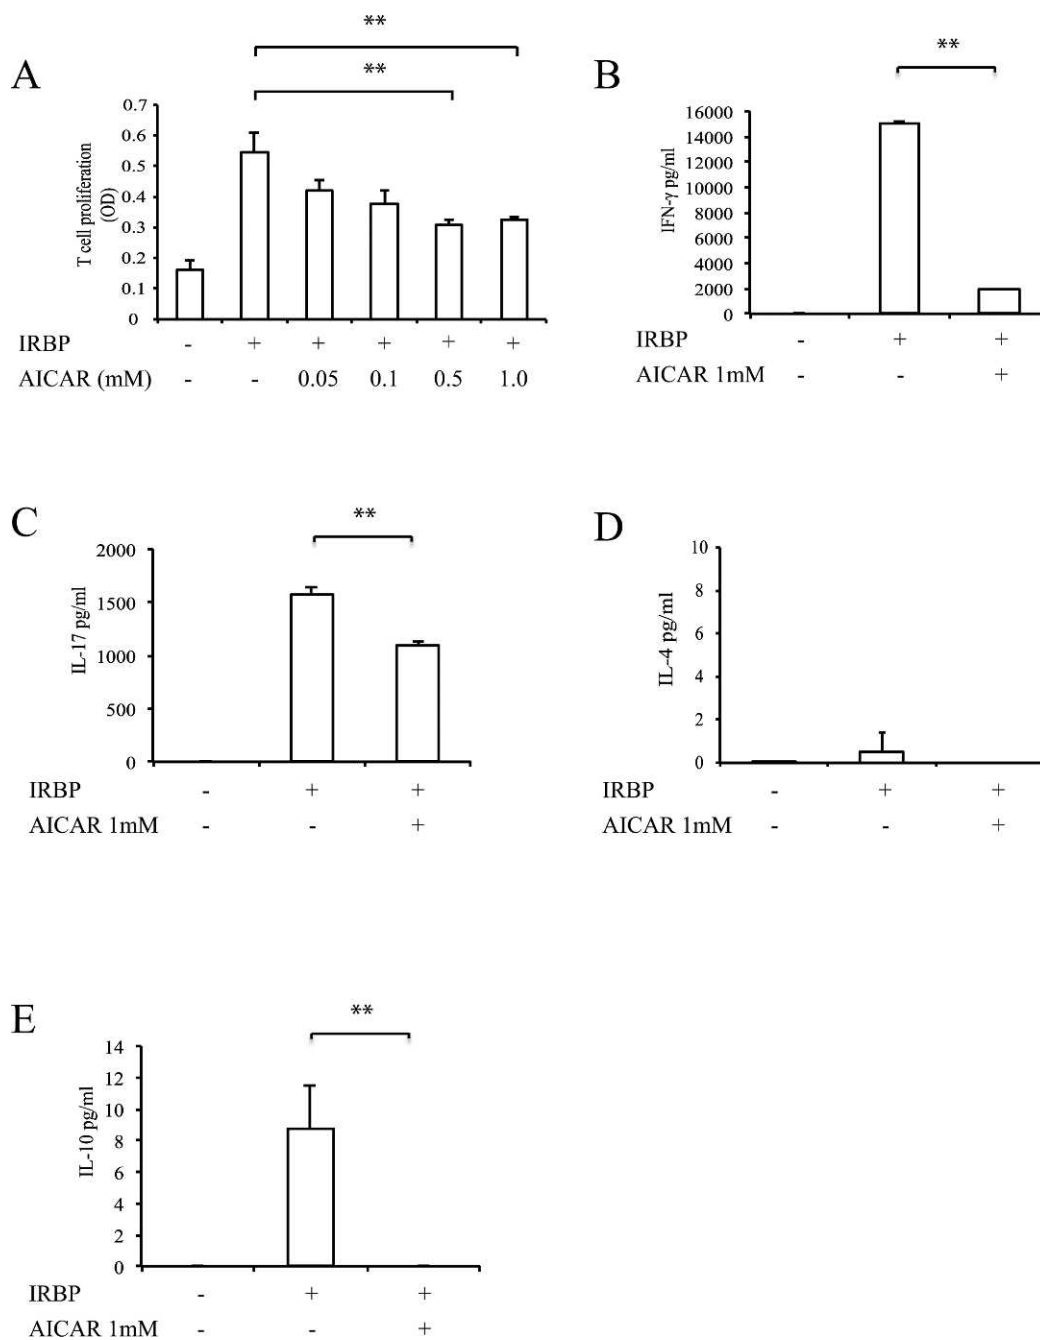 A
**
**
T cell proliferation
(OD)
0.7
0.6
0.5
0.4
0.3
0.2
0.1
0
IRBP - + + + + +
AICAR (mM) - - 0.05 0.1 0.5 1.0
B
**
IFN-γ pg/ml
16000
14000
12000
10000
8000
6000
4000
2000
0
IRBP - + +
AICAR 1mM - - +
C
**
IL-17 pg/ml
2000
1500
1000
500
0
IRBP - + +
AICAR 1mM - - +
D
IL-4 pg/ml
10
8
6
4
2
0
IRBP - + +
AICAR 1mM - - +
E
**
IL-10 pg/ml
14
12
10
8
6
4
2
0
IRBP - + +
AICAR 1mM - - +